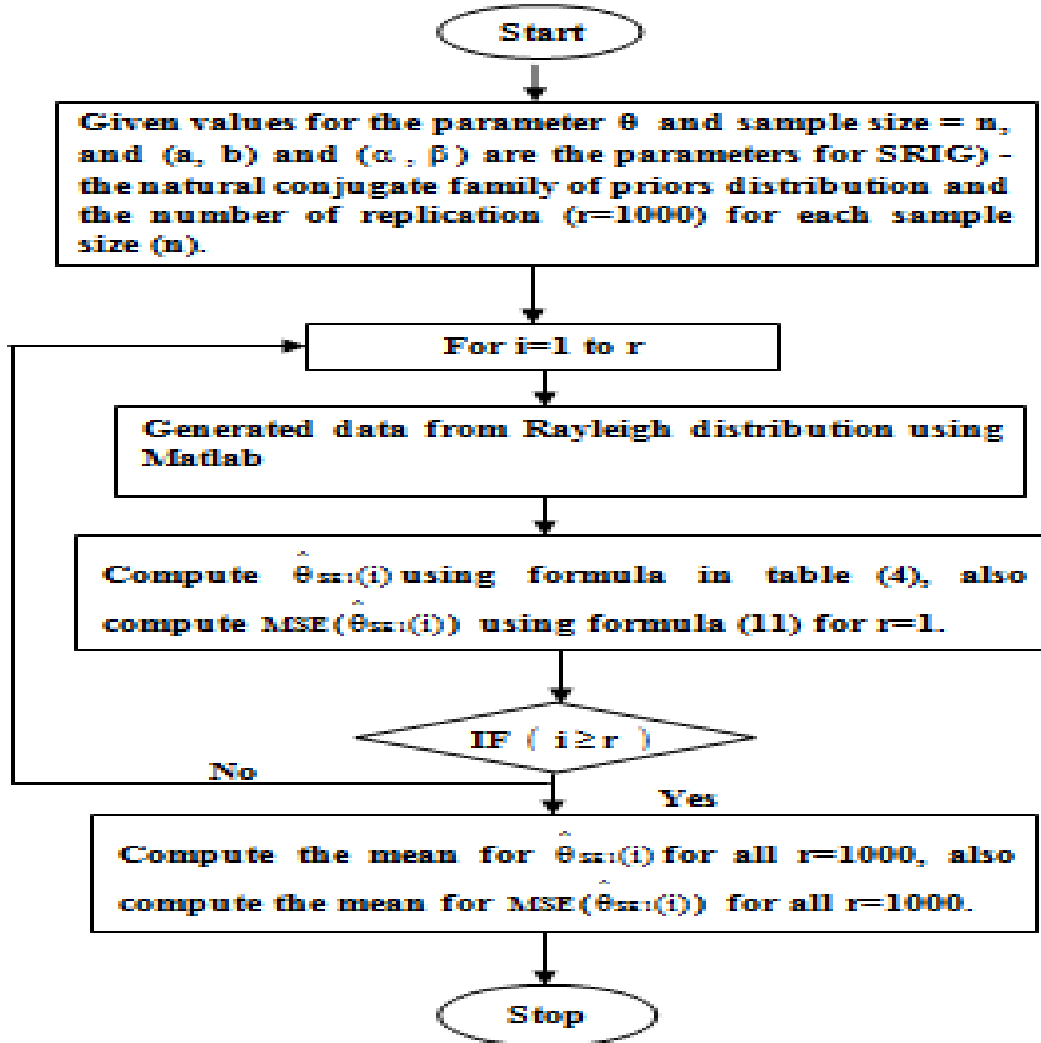 Start
Given values for the parameter θ and sample size = n,
and (a, b) and (α , β ) are the parameters for SRIG) -
the natural conjugate family of priors distribution and
the number of replication (r=1000) for each sample
size (n).
For i=1 to r
Generated data from Rayleigh distribution using
Matlab
Compute θ̂(i) using formula in table (4), also
compute MSE(θ̂(i)) using formula (11) for r=1.
IF ( i ≥ r )
No
Yes
Compute the mean for θ̂(i) for all r=1000, also
compute the mean for MSE(θ̂(i)) for all r=1000.
Stop